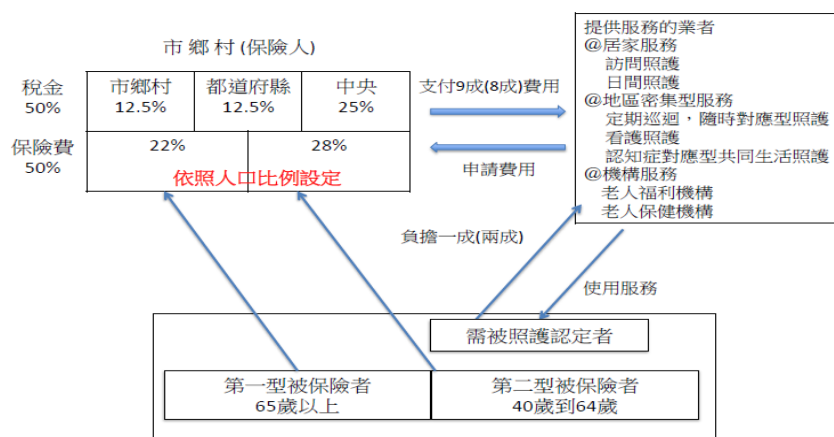 市鄉村(保險人)
稅金
50%
市鄉村
12.5%
都道府縣
12.5%
中央
25%
保險費
50%
22%
28%
依照人口比例設定
支付9成(8成)費用
申請費用
提供服務的業者
@居家服務
訪問照護
日間照護
@地區密集型服務
定期巡迴，隨時對應型照護
看護照護
認知症對應型共同生活照護
@機構服務
老人福利機構
老人保健機構
負擔一成(兩成)
使用服務
需被照護認定者
第一型被保險者
65歲以上
第二型被保險者
40歲到64歲